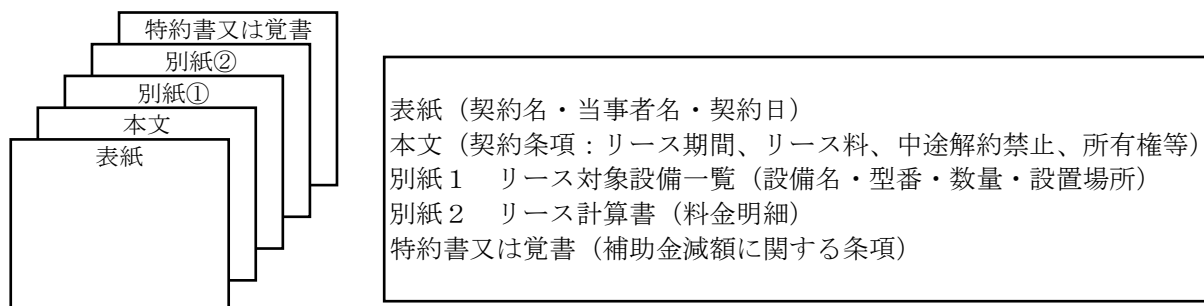 特約書又は覚書
別紙②
別紙①
本文
表紙
表紙（契約名・当事者名・契約日）
本文（契約条項：リース期間、リース料、中途解約禁止、所有権等）
別紙１　リース対象設備一覧（設備名・型番・数量・設置場所）
別紙２　リース計算書（料金明細）
特約書又は覚書（補助金減額に関する条項）